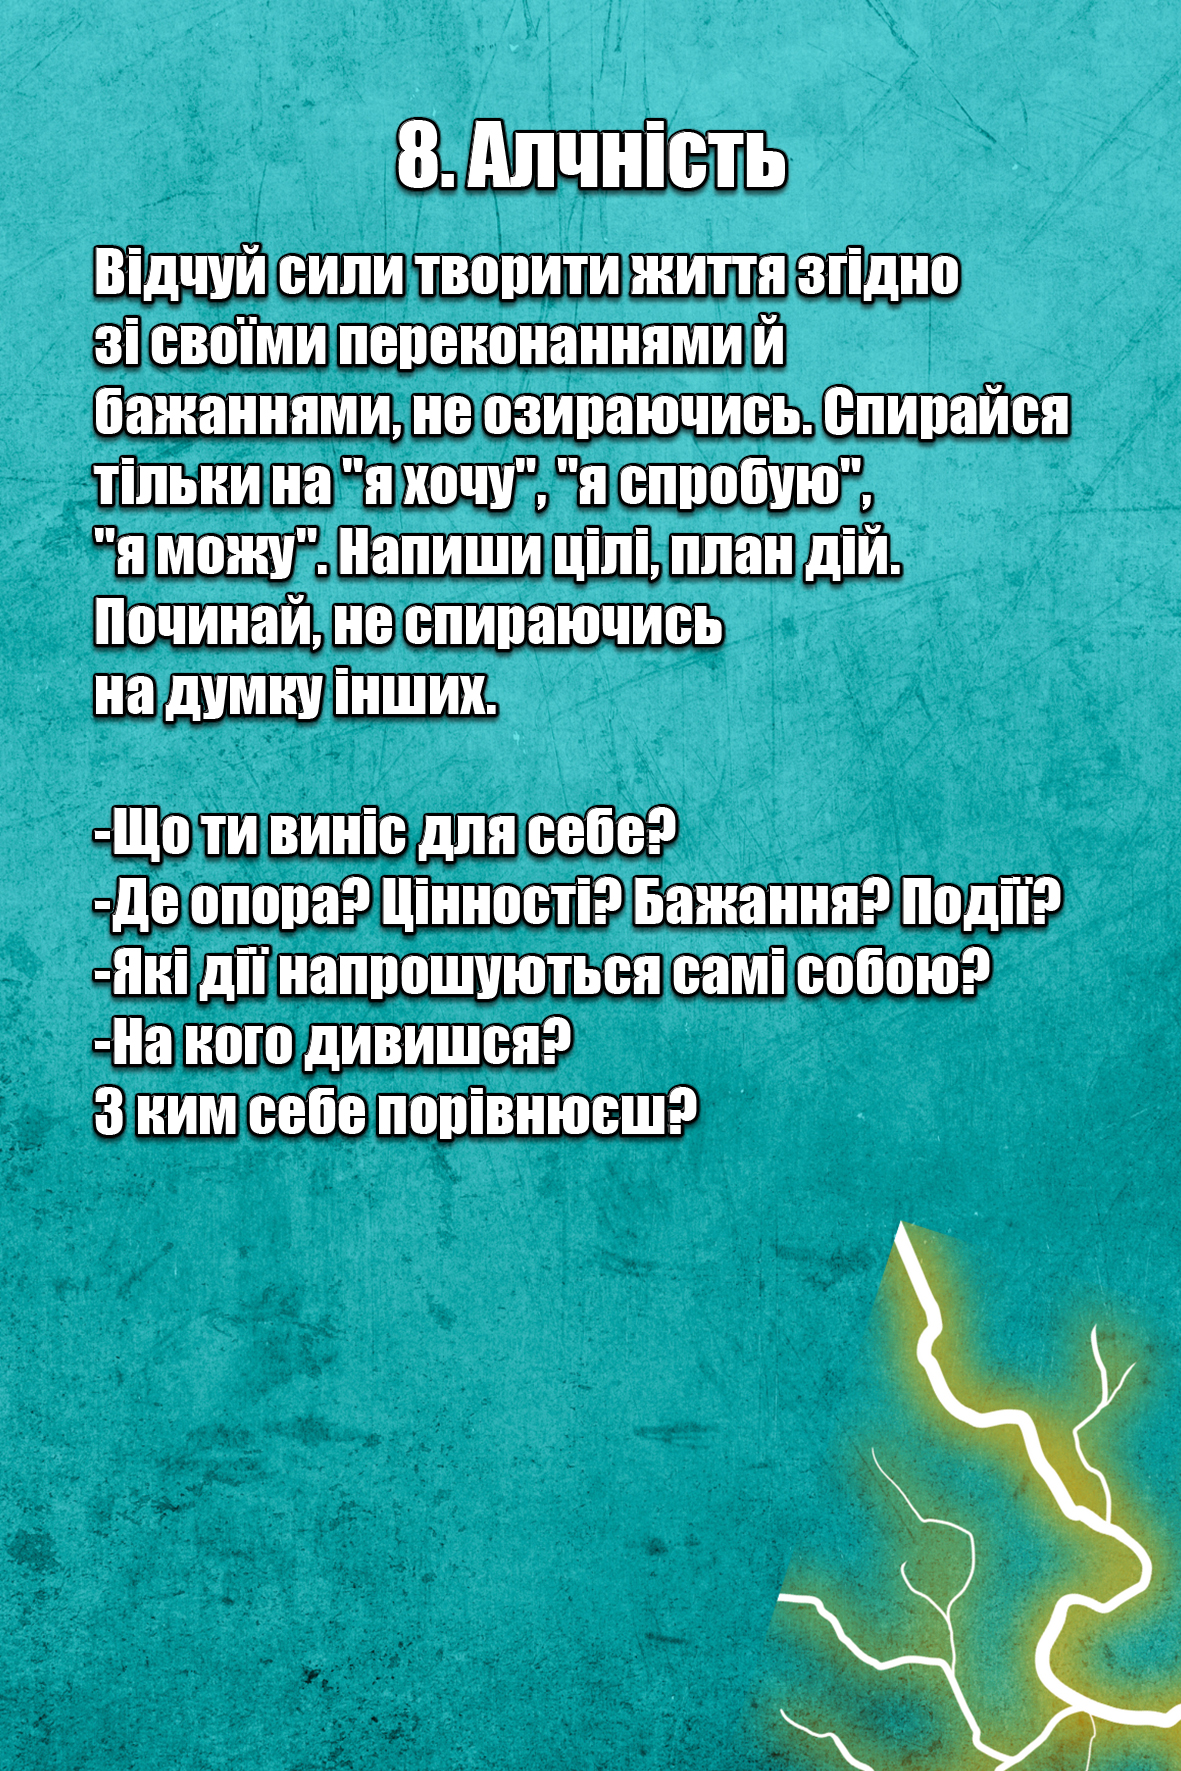 8. Алчність
Відчуй сили творити життя згідно
зі своїми переконаннями й
бажаннями, не озираючись. Спирайся
тільки на "я хочу", "я спробую",
"я можу". Напиши цілі, план дій.
Починай, не спираючись
на думку інших.
-Що ти виніс для себе?
-Де опора? Цінності? Бажання? Події?
-Які дії напрошуються самі собою?
-На кого дивишся?
З ким себе порівнюєш?